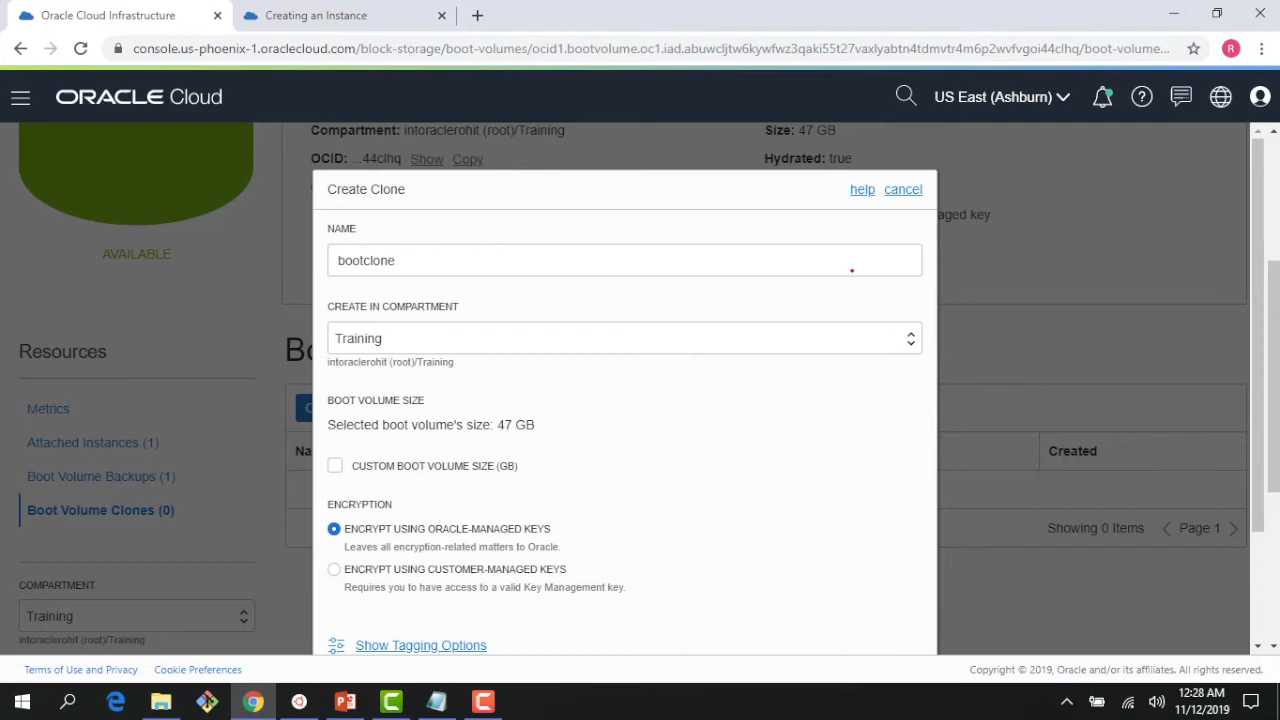 Oracle Cloud Infrastructure
Creating an Instance
console.us-phoenix-1.oraclecloud.com/block-storage/boot-volumes/ocid1.bootvolume.oc1.iad.abuwcljtw6kywfwz3qaki55t27vaxlyabtn4tdmvtr4m6p2wvfvgoi44clhq/boot-volume...
R
ORACLE Cloud
US East (Ashburn)
Compartment: intoraclerohit (root)/Training
Size: 47 GB
OCID: ...44clhq Show Copy
Hydrated: true
aged key
AVAILABLE
Create Clone
help cancel
NAME
bootclone
CREATE IN COMPARTMENT
Training
intoraclerohit (root)/Training
BOOT VOLUME SIZE
Selected boot volume's size: 47 GB
CUSTOM BOOT VOLUME SIZE (GB)
ENCRYPTION
ENCRYPT USING ORACLE-MANAGED KEYS
Leaves all encryption-related matters to Oracle.
ENCRYPT USING CUSTOMER-MANAGED KEYS
Requires you to have access to a valid Key Management key.
Show Tagging Options
Resources
Metrics
Attached Instances (1)
Boot Volume Backups (1)
Boot Volume Clones (0)
COMPARTMENT
Training
intoraclerohit (root)/Training
Bo
C
Na
Created
Showing 0 Items
Page 1
Terms of Use and Privacy
Cookie Preferences
Copyright © 2019, Oracle and/or its affiliates. All rights reserved.
12:28 AM
11/12/2019